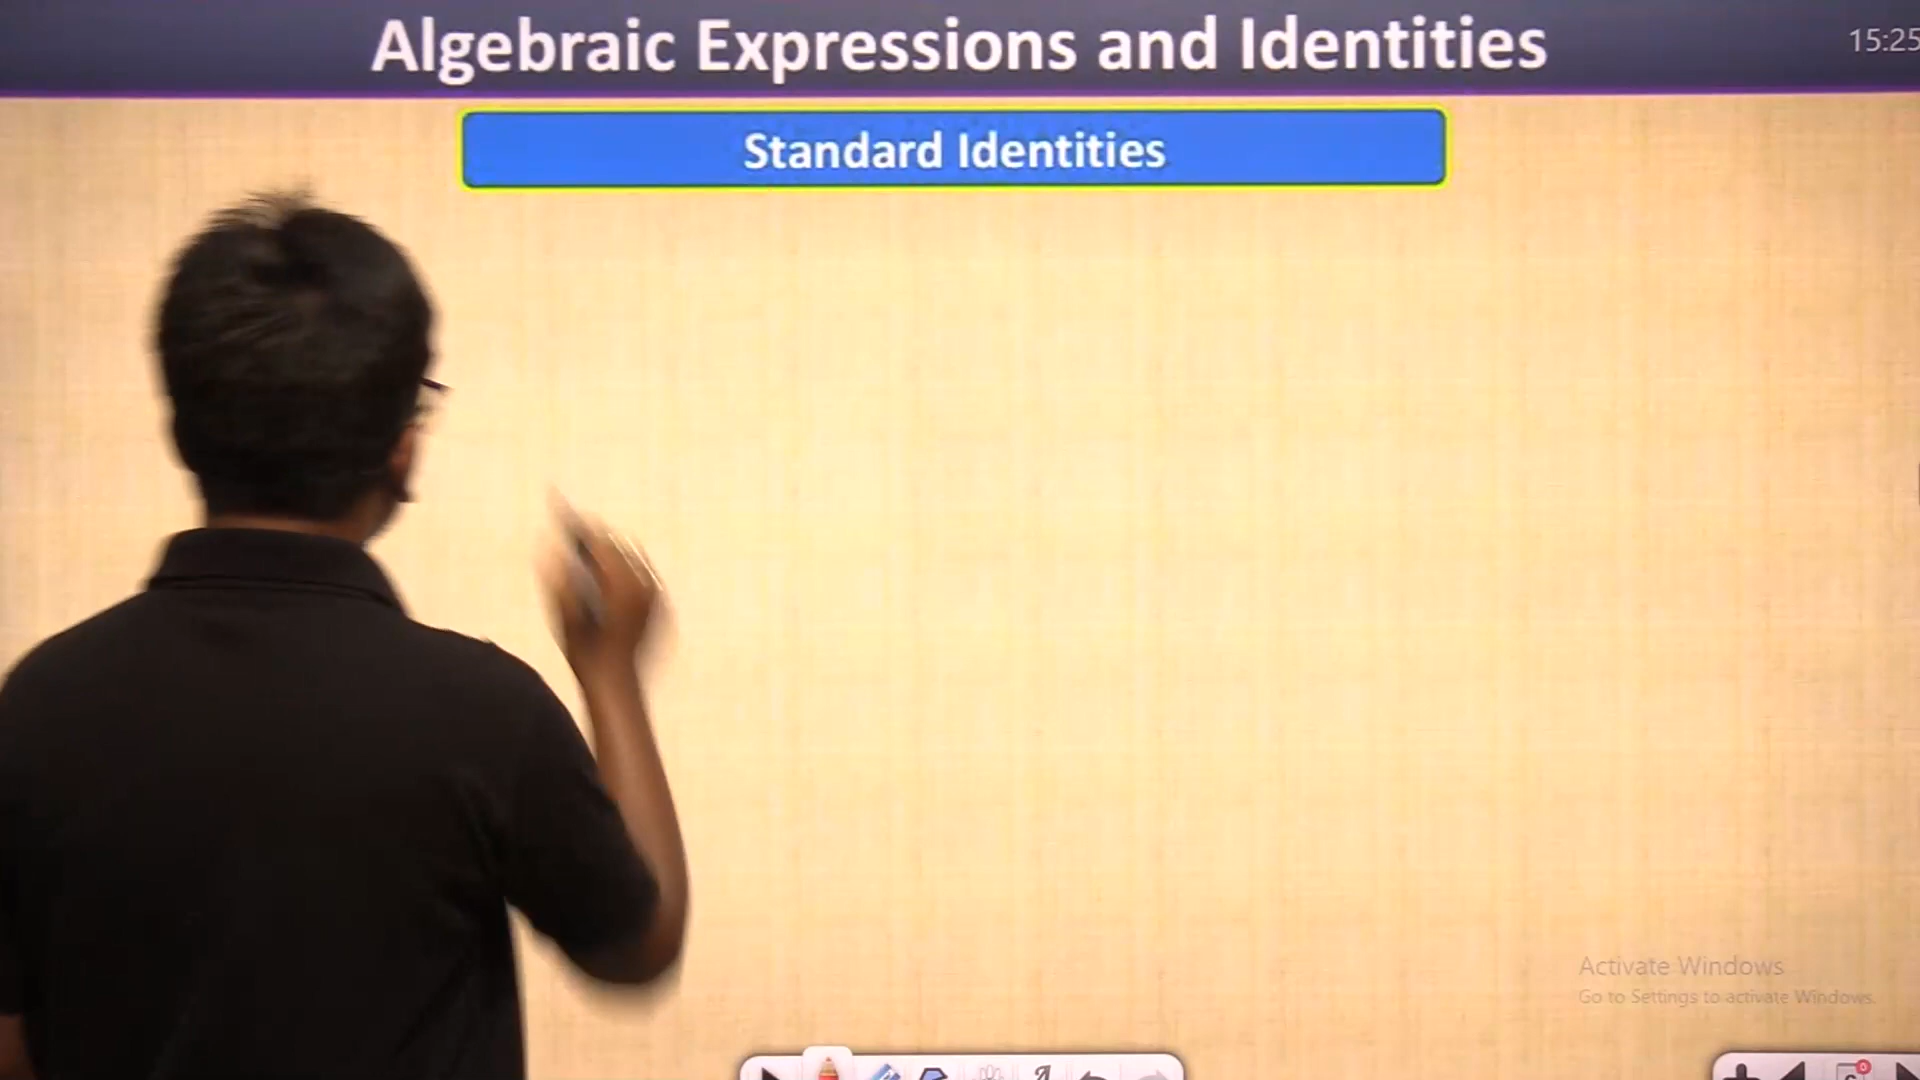 Algebraic Expressions and Identities
15:25
Standard Identities
Activate Windows
Go to Settings to activate Windows.